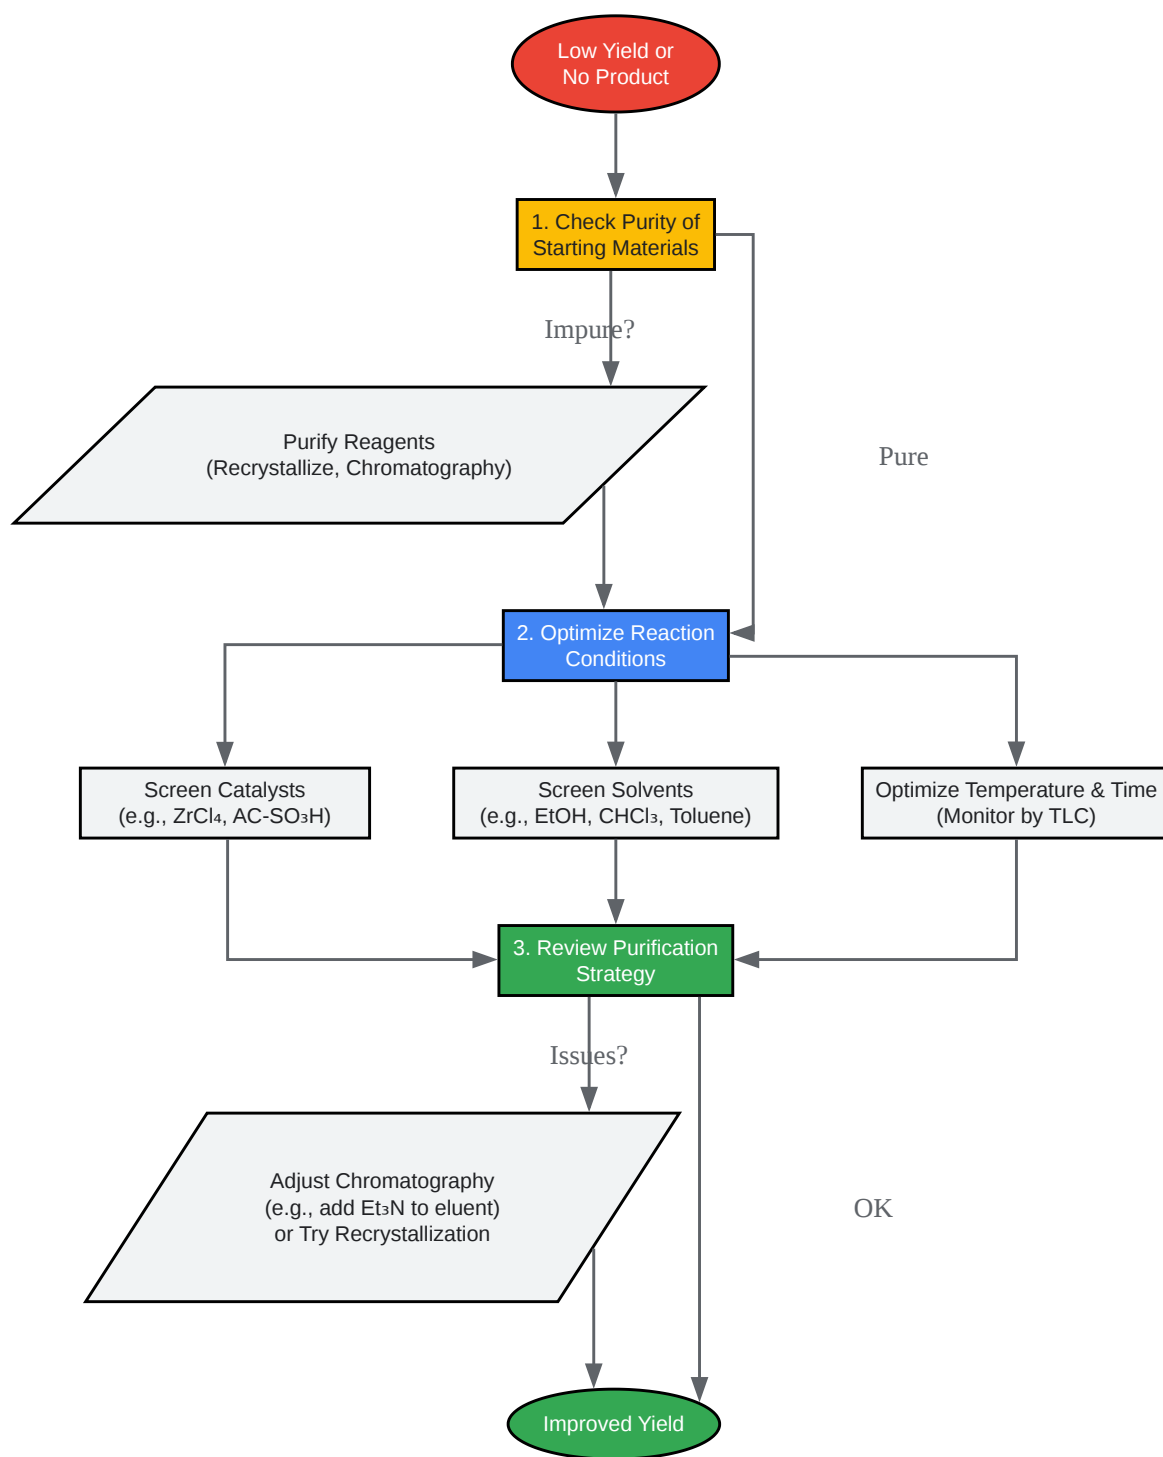 Low Yield or
No Product
1. Check Purity of
Starting Materials
Impure?
Purify Reagents
(Recrystallize, Chromatography)
Pure
2. Optimize Reaction
Conditions
Screen Catalysts
(e.g., ZrCl₄, AC-SO₃H)
Screen Solvents
(e.g., EtOH, CHCl₃, Toluene)
Optimize Temperature & Time
(Monitor by TLC)
3. Review Purification
Strategy
Issues?
Adjust Chromatography
(e.g., add Et₃N to eluent)
or Try Recrystallization
OK
Improved Yield